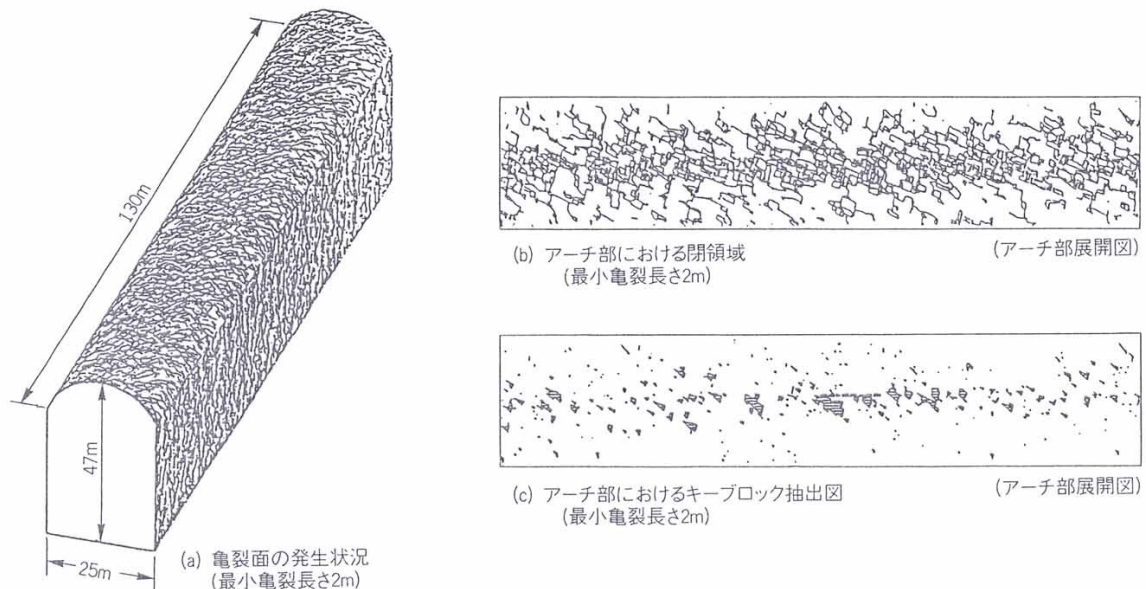 130m
47m
25m
(a) 亀裂面の発生状況
(最小亀裂長さ2m)
(b) アーチ部における閉領域
(最小亀裂長さ2m)
(アーチ部展開図)
(c) アーチ部におけるキーブロック抽出図
(最小亀裂長さ2m)
(アーチ部展開図)